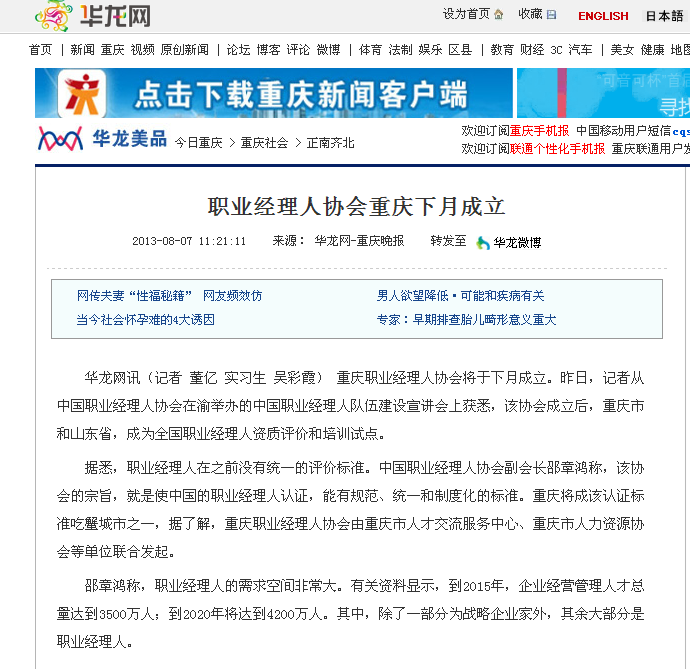 华龙网
设为首页 收藏 ENGLISH 日本語
首页 | 新闻 重庆 视频 原创新闻 | 论坛 博客 评论 微博 | 体育 法制 娱乐 区县 | 教育 财经 3C 汽车 | 美女 健康 地图
点击下载重庆新闻客户端
可音可杯"首届
寻找
华龙美品 今日重庆 > 重庆社会 > 正南齐北
欢迎订阅重庆手机报 中国移动用户短信cqs
欢迎订阅联通个性化手机报 重庆联通用户发
职业经理人协会重庆下月成立
2013-08-07 11:21:11 来源: 华龙网-重庆晚报 转发至 华龙微博
网传夫妻“性福秘籍” 网友频效仿 男人欲望降低·可能和疾病有关
当今社会怀孕难的4大诱因 专家：早期排查胎儿畸形意义重大
华龙网讯（记者 董亿 实习生 吴彩霞） 重庆职业经理人协会将于下月成立。昨日，记者从
中国职业经理人协会在渝举办的中国职业经理人队伍建设宣讲会上获悉，该协会成立后，重庆市
和山东省，成为全国职业经理人资质评价和培训试点。
据悉，职业经理人在之前没有统一的评价标准。中国职业经理人协会副会长邵章鸿称，该协
会的宗旨，就是使中国的职业经理人认证，能有规范、统一和制度化的标准。重庆将成该认证标
准吃蟹城市之一，据了解，重庆职业经理人协会由重庆市人才交流服务中心、重庆市人力资源协
会等单位联合发起。
邵章鸿称，职业经理人的需求空间非常大。有关资料显示，到2015年，企业经营管理人才总
量达到3500万人；到2020年将达到4200万人。其中，除了一部分为战略企业家外，其余大部分是
职业经理人。